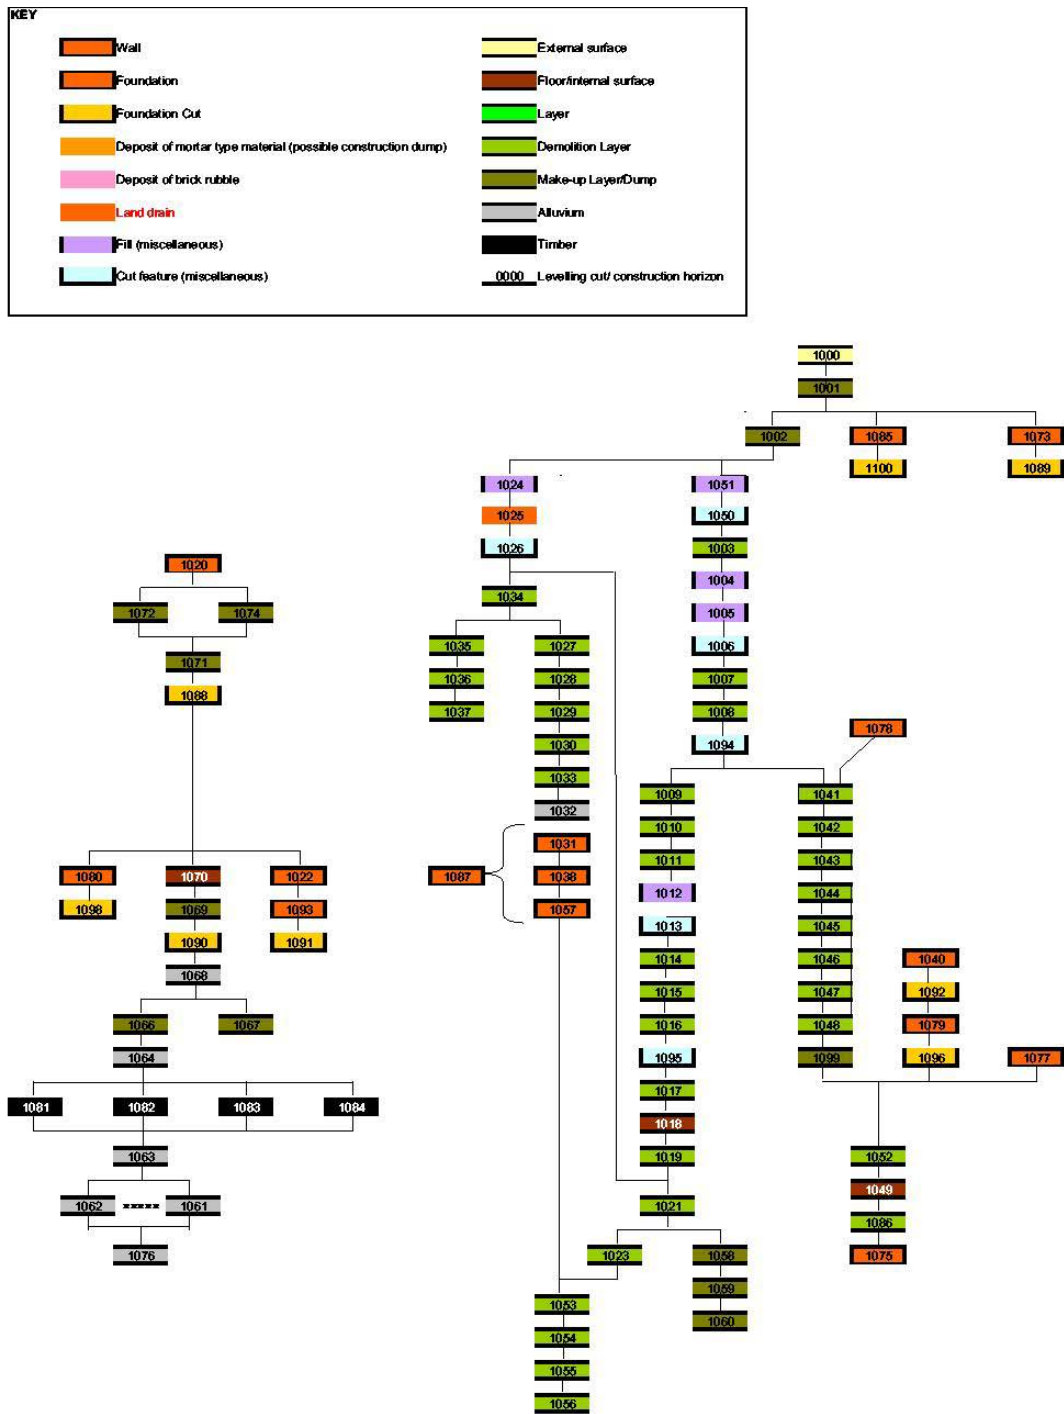 KEY
Wall External surface
Foundation Floor/internal surface
Foundation Cut Layer
Deposit of mortar type material (possible construction dump) Demolition Layer
Deposit of brick rubble Make-up Layer/Dump
Land drain Alluvium
Fill (miscellaneous) Timber
Cut feature (miscellaneous) 0000 Levelling cut/ construction horizon
1000
1001
1002 1085 1073
1100 1089
1024 1051
1025 1050
1026 1003
1020 1004
1034
1072 1074 1005
1035 1027 1006
1071
1036 1028 1007
1088
1037 1029 1008
1078
1030 1094
1033
1009 1041
1032
1010 1042
1031
1011 1043
1080 1070 1022 1087 1038
1012 1044
1098 1069 1093 1057
1013 1045
1090 1091
1014 1046 1040
1068
1015 1047 1092
1066 1067 1016 1048 1079
1064 1095 1099 1096 1077
1017
1081 1082 1083 1084
1018
1063 1019 1052
1049
1062 ***** 1061 1021
1086
1076 1023 1058 1075
1059
1053
1060
1054
1055
1056